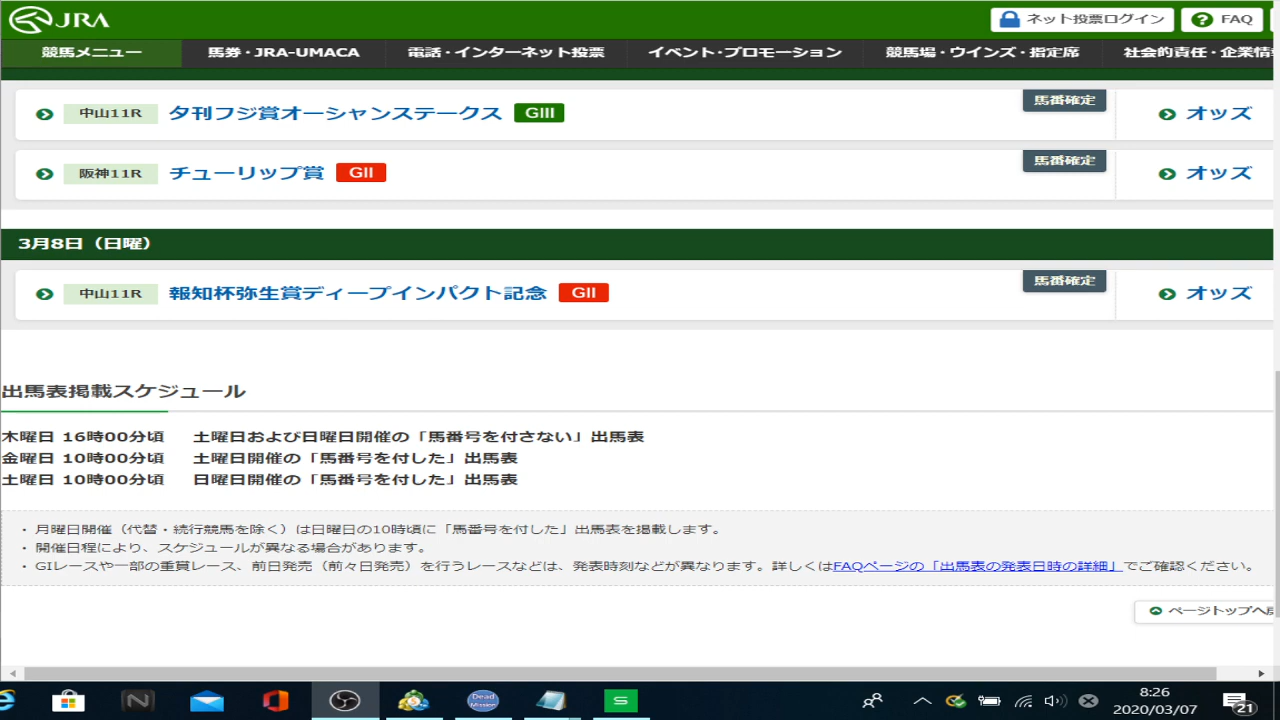 JRA
ネット投票ログイン
FAQ
競馬メニュー
馬券・JRA-UMACA
電話・インターネット投票
イベント・プロモーション
競馬場・ウインズ・指定席
社会的責任・企業情
中山11R 夕刊フジ賞オーシャンステークス GIII 馬番確定 オッズ
阪神11R チューリップ賞 GII 馬番確定 オッズ
3月8日（日曜）
中山11R 報知杯弥生賞ディープインパクト記念 GII 馬番確定 オッズ
出馬表掲載スケジュール
木曜日 16時00分頃 土曜日および日曜日開催の「馬番号を付さない」出馬表
金曜日 10時00分頃 土曜日開催の「馬番号を付した」出馬表
土曜日 10時00分頃 日曜日開催の「馬番号を付した」出馬表
・ 月曜日開催（代替・続行競馬を除く）は日曜日の10時頃に「馬番号を付した」出馬表を掲載します。
・ 開催日程により、スケジュールが異なる場合があります。
・ GIレースや一部の重賞レース、前日発売（前々日発売）を行うレースなどは、発表時刻などが異なります。詳しくはFAQページの「出馬表の発表日時の詳細」でご確認ください。
ページトップへ
Dead
Mission
S
8:26
2020/03/07
21